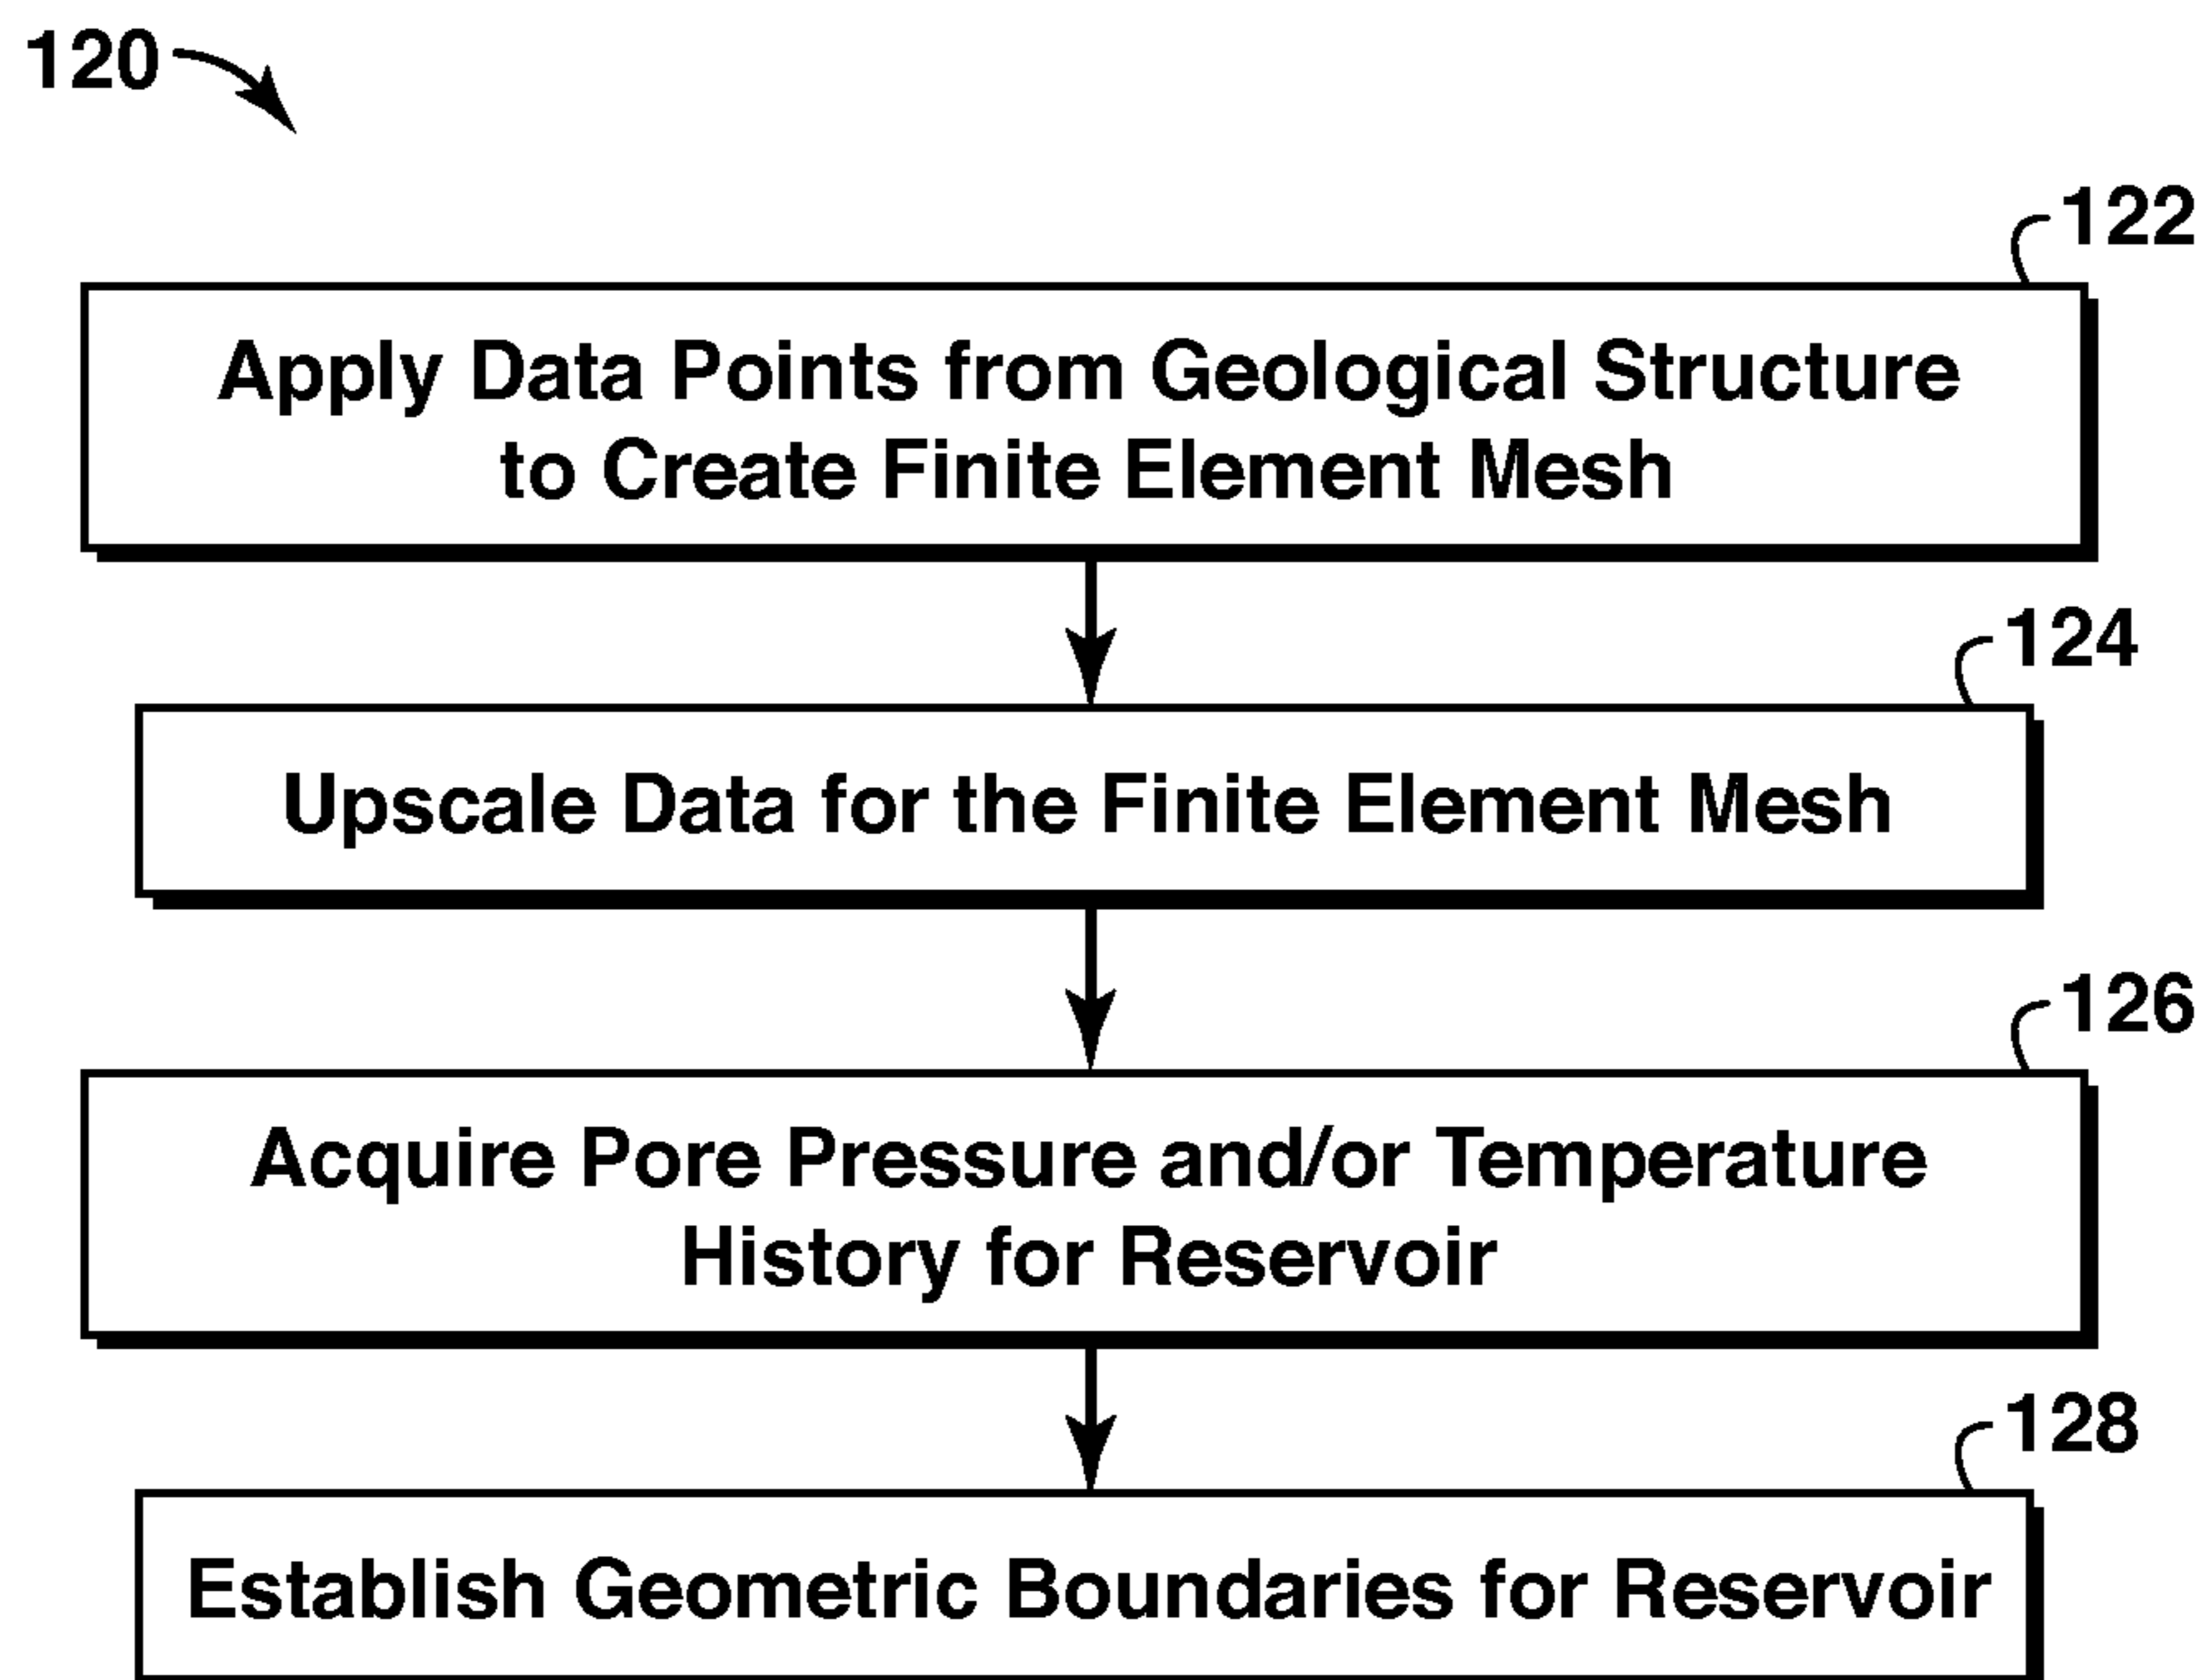 120
122
Apply Data Points from Geological Structure
to Create Finite Element Mesh
124
Upscale Data for the Finite Element Mesh
126
Acquire Pore Pressure and/or Temperature
History for Reservoir
128
Establish Geometric Boundaries for Reservoir